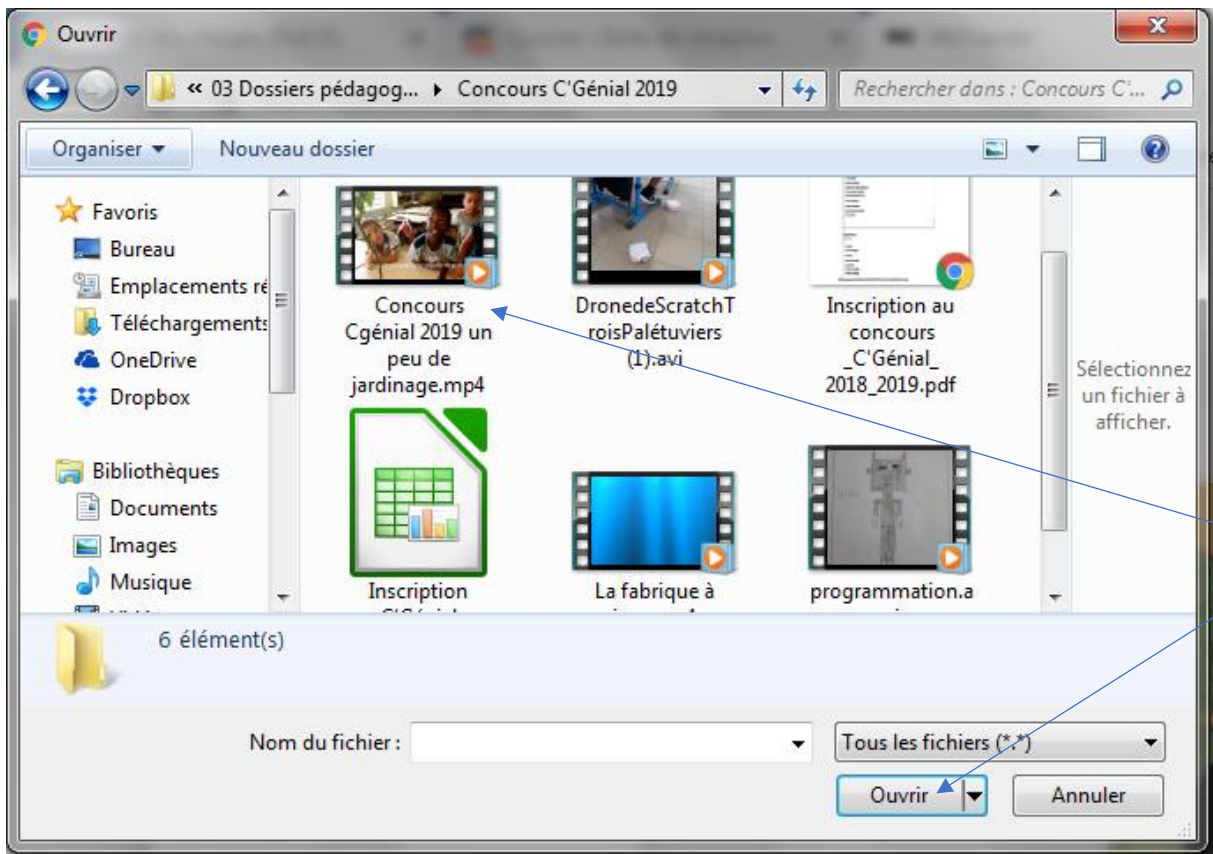 Ouvrir
« 03 Dossiers pédagog... ▸ Concours C'Génial 2019
Rechercher dans : Concours C'...
Organiser
Nouveau dossier
Favoris
Bureau
Emplacements ré
Téléchargements
OneDrive
Dropbox
Bibliothèques
Documents
Images
Musique
Concours
Cgénial 2019 un
peu de
jardinage.mp4
DronedeScratchT
roisPalétuviers
(1).avi
Inscription au
concours
_C'Génial_
2018_2019.pdf
Inscription
La fabrique à
programmation.a
Sélectionnez
un fichier à
afficher.
6 élément(s)
Nom du fichier :
Tous les fichiers (*.*)
Ouvrir
Annuler